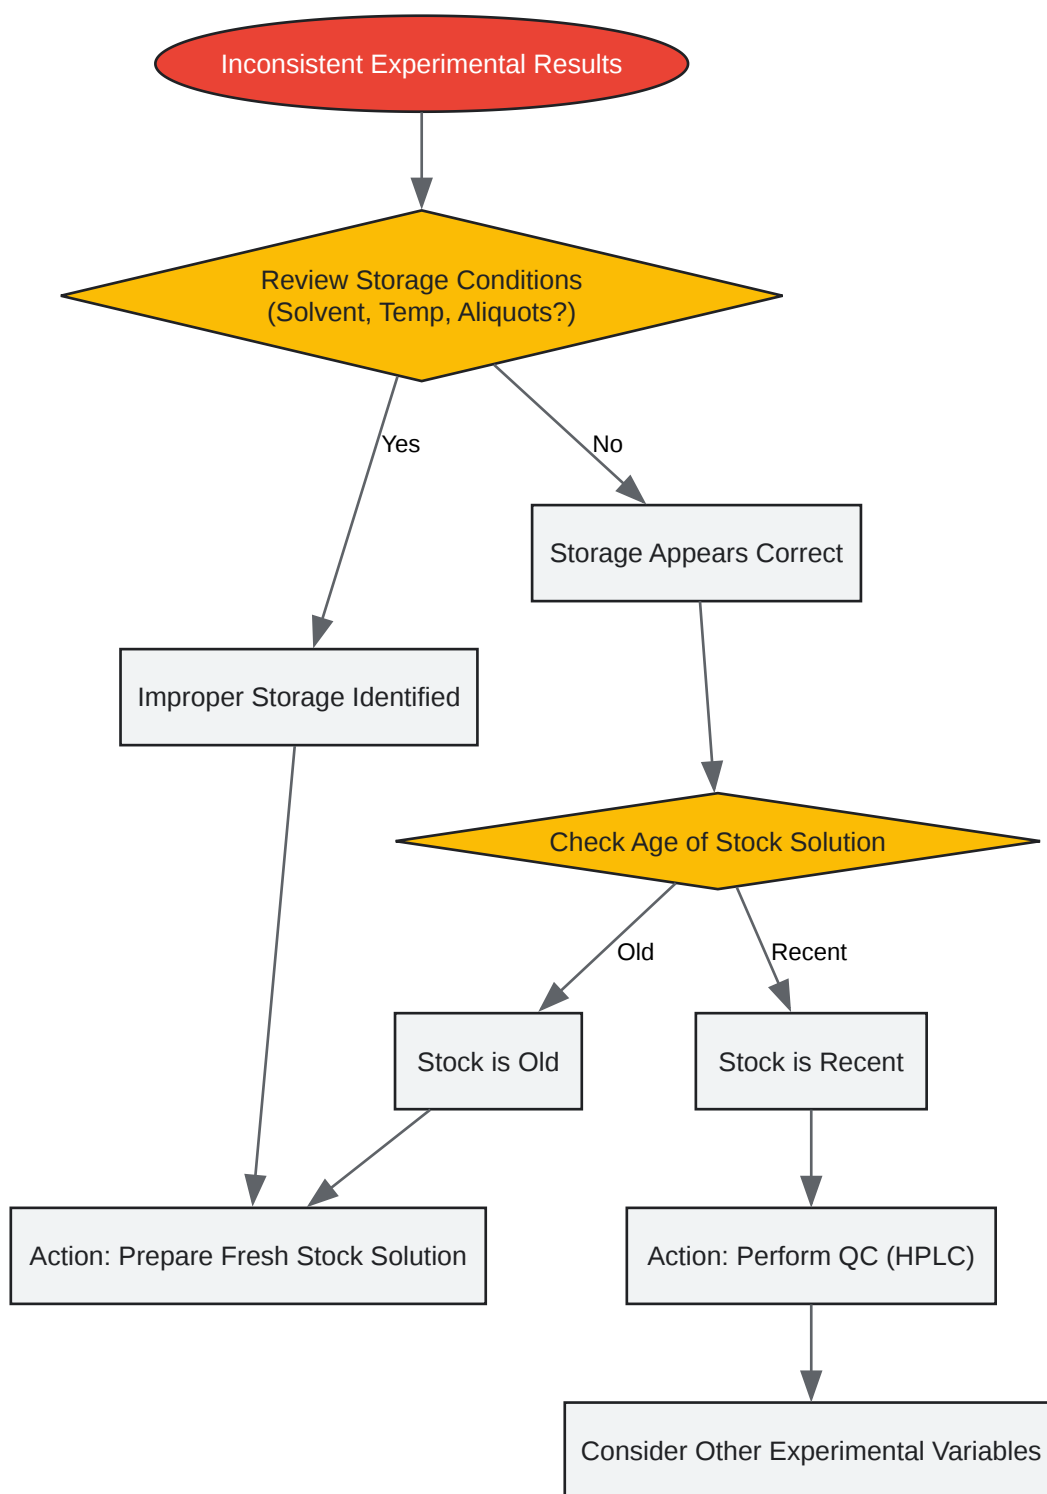 Inconsistent Experimental Results
Review Storage Conditions
(Solvent, Temp, Aliquots?)
Yes
No
Storage Appears Correct
Improper Storage Identified
Check Age of Stock Solution
Old
Recent
Stock is Old
Stock is Recent
Action: Prepare Fresh Stock Solution
Action: Perform QC (HPLC)
Consider Other Experimental Variables